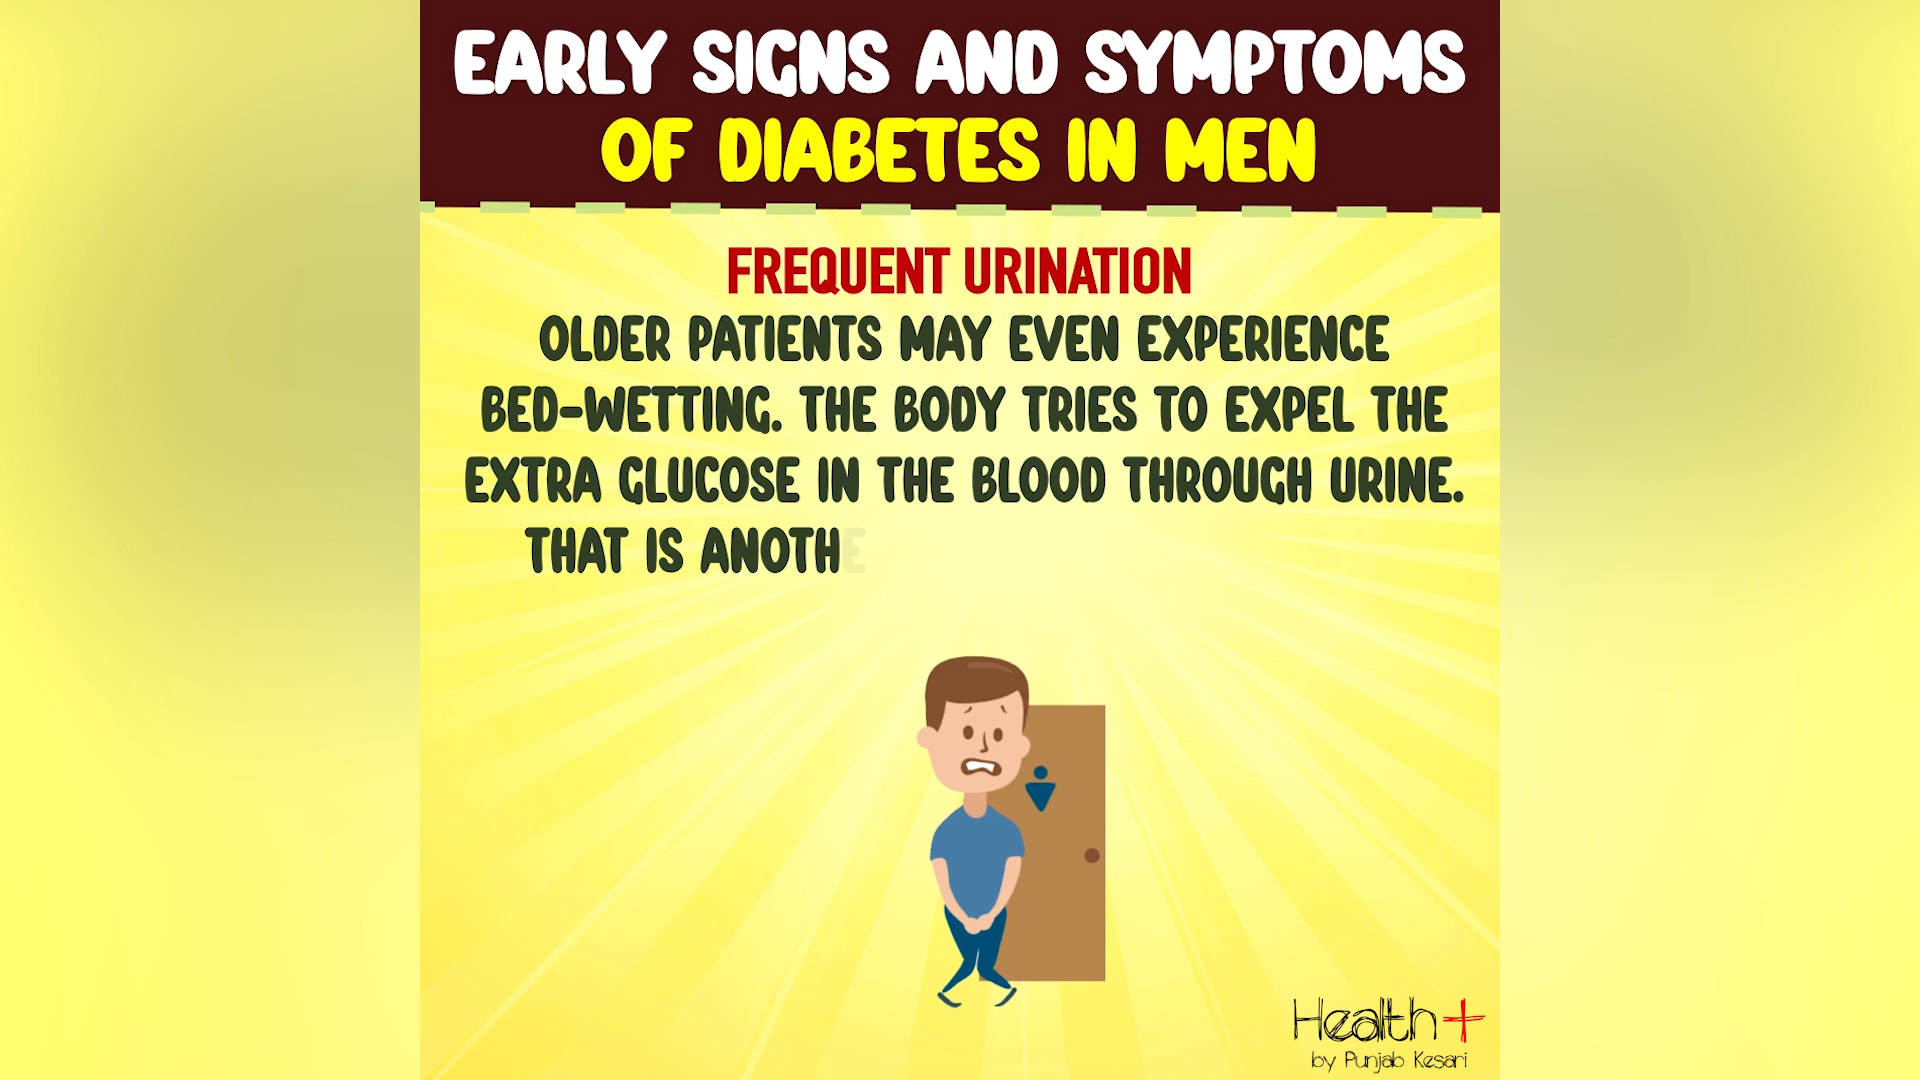 EARLY SIGNS AND SYMPTOMS
OF DIABETES IN MEN
FREQUENT URINATION
OLDER PATIENTS MAY EVEN EXPERIENCE
BED-WETTING. THE BODY TRIES TO EXPEL THE
EXTRA GLUCOSE IN THE BLOOD THROUGH URINE.
THAT IS ANOTHE
Health+
by Punjab Kesari